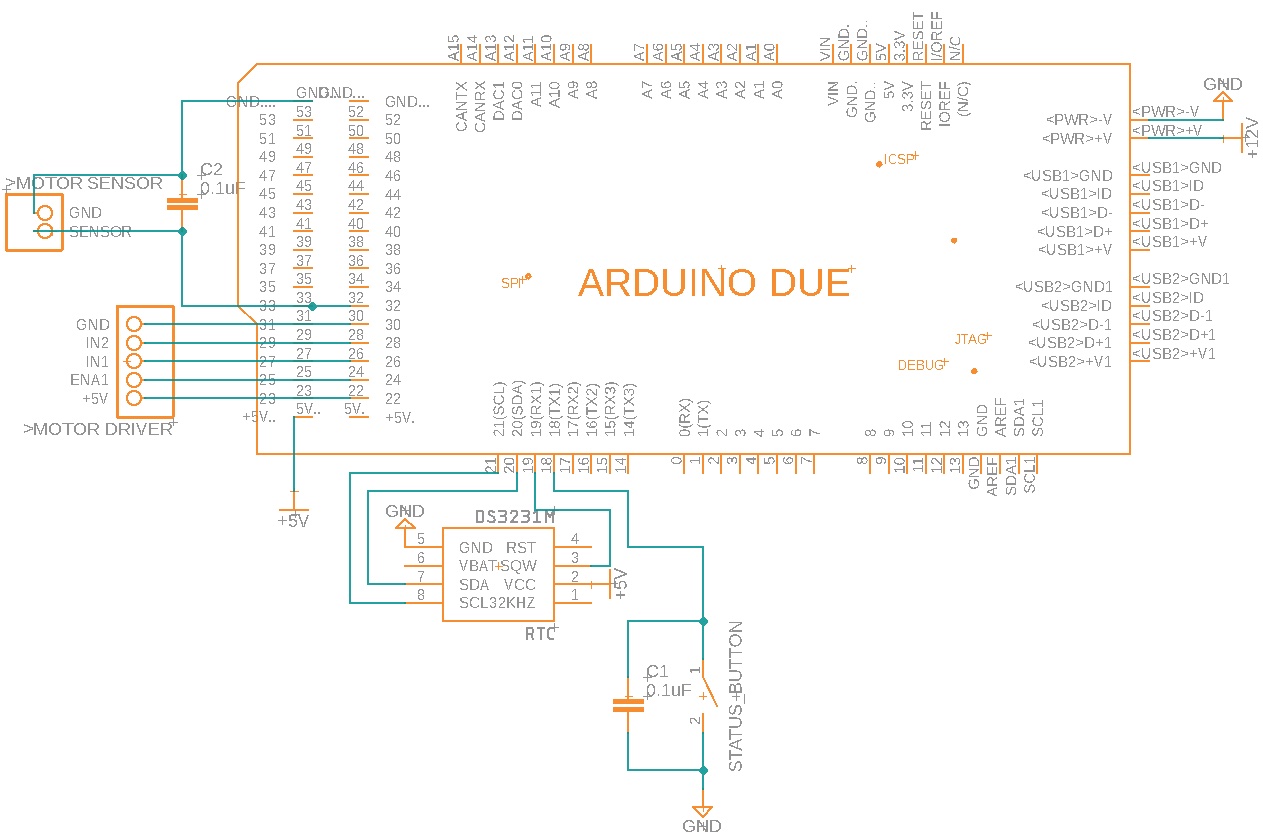 A15 A14 A13 A12 A11 A10 A9 A8 A7 A6 A5 A4 A3 A2 A1 A0 VIN GND. GND.. 5V 3.3V RESET I/OREF N/C
CANTX CANRX DAC1 DAC0 A11 A10 A9 A8 A7 A6 A5 A4 A3 A2 A1 A0 VIN GND. GND.. 5V 3.3V RESET IOREF (N/C)
GND.... GND.... GND... GND...
53 53 52 52
51 51 50 50
49 49 48 48
47 47 46 46
45 45 44 44
43 43 42 42
41 41 40 40
39 39 38 38
37 37 36 36
35 35 34 34
33 33 32 32
31 31 30 30
29 29 28 28
27 27 26 26
25 25 24 24
23 23 22 22
+5V.. 5V.. 5V. +5V.
C2
0.1uF
>MOTOR SENSOR
GND
SENSOR
GND
IN2
IN1
ENA1
+5V
>MOTOR DRIVER
+5V
ICSP
SPI
ARDUINO DUE
JTAG
DEBUG
GND
<PWR>-V <PWR>-V
<PWR>+V <PWR>+V
+12V
<USB1>GND <USB1>GND
<USB1>ID <USB1>ID
<USB1>D- <USB1>D-
<USB1>D+ <USB1>D+
<USB1>+V <USB1>+V
<USB2>GND1 <USB2>GND1
<USB2>ID <USB2>ID
<USB2>D-1 <USB2>D-1
<USB2>D+1 <USB2>D+1
<USB2>+V1 <USB2>+V1
21(SCL) 20(SDA) 19(RX1) 18(TX1) 17(RX2) 16(TX2) 15(RX3) 14(TX3) 0(RX) 1(TX) 2 3 4 5 6 7 8 9 10 11 12 13 GND AREF SDA1 SCL1
21 20 19 18 17 16 15 14 0 1 2 3 4 5 6 7 8 9 10 11 12 13 GND AREF SDA1 SCL1
GND
DS3231M
5 GND RST 4
6 VBAT SQW 3
7 SDA VCC 2
8 SCL 32KHZ 1
+5V
RTC
C1
0.1uF
1
2
STATUS_BUTTON
GND